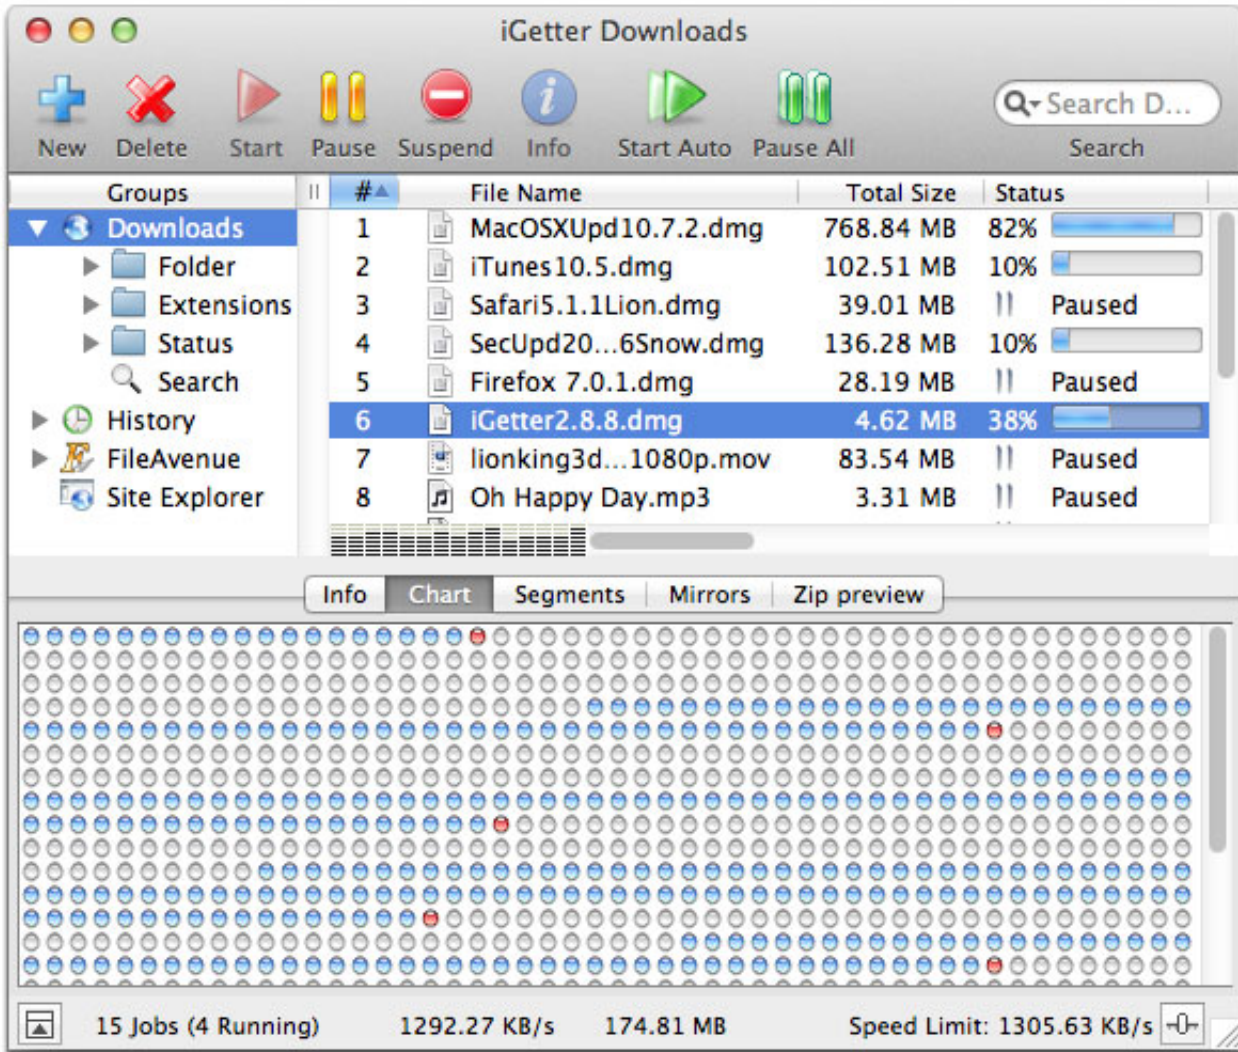 iGetter Downloads
New Delete Start Pause Suspend Info Start Auto Pause All Search D... Search
Groups # File Name Total Size Status
Downloads 1 MacOSXUpd10.7.2.dmg 768.84 MB 82%
Folder 2 iTunes10.5.dmg 102.51 MB 10%
Extensions 3 Safari5.1.1Lion.dmg 39.01 MB Paused
Status 4 SecUpd20...6Snow.dmg 136.28 MB 10%
Search 5 Firefox 7.0.1.dmg 28.19 MB Paused
History 6 iGetter2.8.8.dmg 4.62 MB 38%
FileAvenue 7 lionking3d...1080p.mov 83.54 MB Paused
Site Explorer 8 Oh Happy Day.mp3 3.31 MB Paused
Info Chart Segments Mirrors Zip preview
15 Jobs (4 Running) 1292.27 KB/s 174.81 MB Speed Limit: 1305.63 KB/s